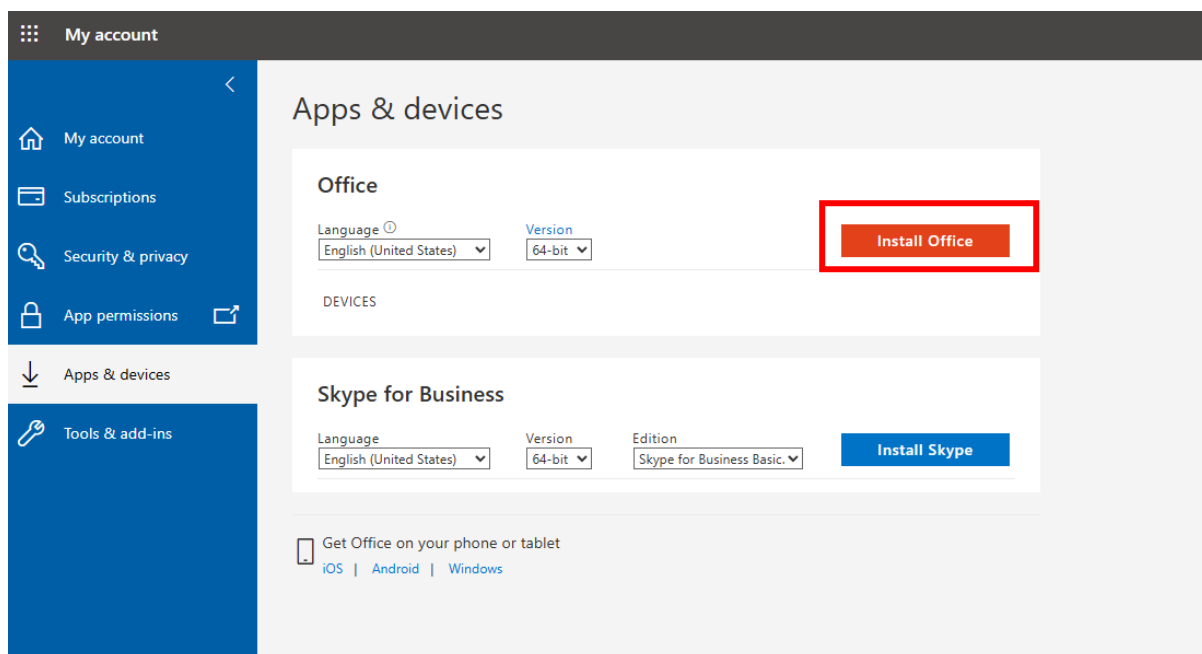 My account
My account
Subscriptions
Security & privacy
App permissions
Apps & devices
Tools & add-ins
Apps & devices
Office
Language Version
English (United States) 64-bit
Install Office
DEVICES
Skype for Business
Language Version Edition
English (United States) 64-bit Skype for Business Basic.
Install Skype
Get Office on your phone or tablet
iOS | Android | Windows